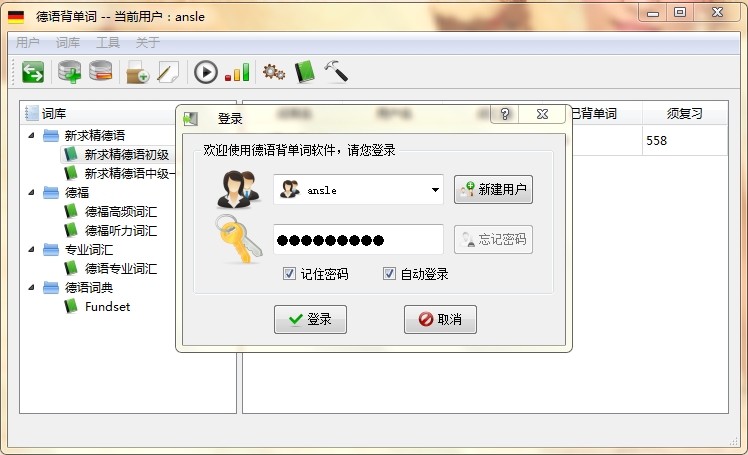 德语背单词 -- 当前用户：ansle
用户 词库 工具 关于
词库
新求精德语
新求精德语初级
新求精德语中级一
德福
德福高频词汇
德福听力词汇
专业词汇
德语专业词汇
德语词典
Fundset
背单词 须复习
558
登录
欢迎使用德语背单词软件，请您登录
ansle
新建用户
忘记密码
记住密码 自动登录
登录 取消